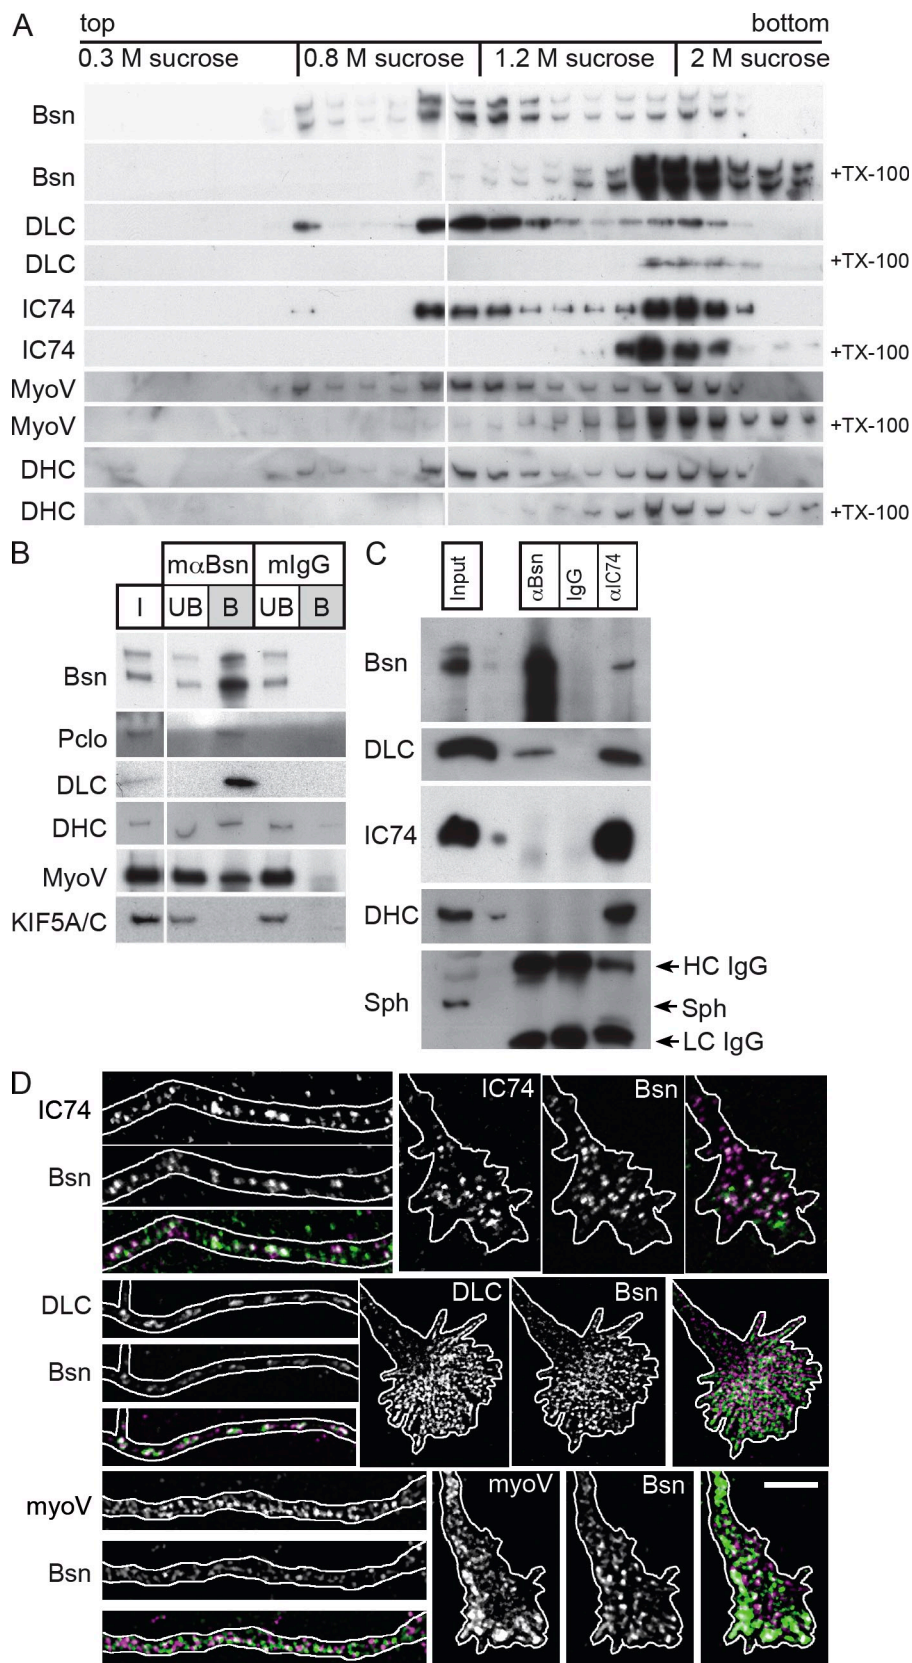 A
top
bottom
0.3 M sucrose
0.8 M sucrose
1.2 M sucrose
2 M sucrose
Bsn
Bsn +TX-100
DLC
DLC +TX-100
IC74
IC74 +TX-100
MyoV
MyoV +TX-100
DHC
DHC +TX-100
B
mαBsn mIgG
I UB B UB B
Bsn
Pclo
DLC
DHC
MyoV
KIF5A/C
C
Input αBsn IgG αIC74
Bsn
DLC
IC74
DHC
Sph
HC IgG
Sph
LC IgG
D
IC74
Bsn
IC74 Bsn
DLC
Bsn
DLC Bsn
myoV
Bsn
myoV Bsn